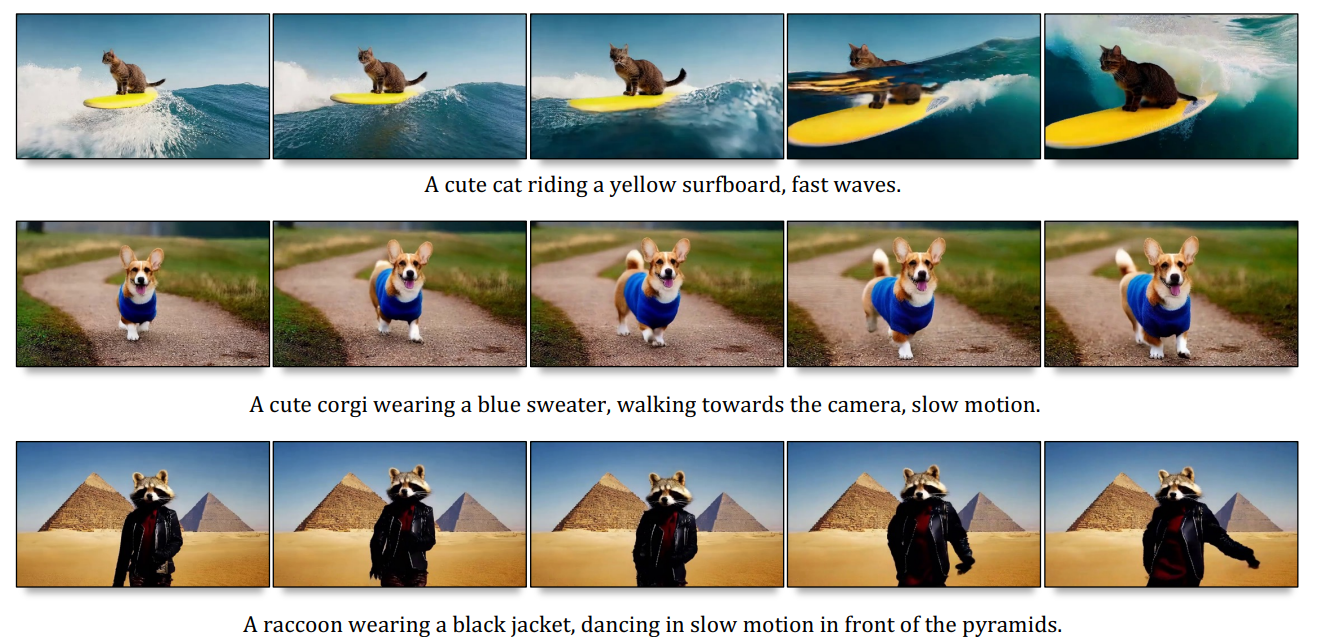 A cute cat riding a yellow surfboard, fast waves.
A cute corgi wearing a blue sweater, walking towards the camera, slow motion.
A raccoon wearing a black jacket, dancing in slow motion in front of the pyramids.